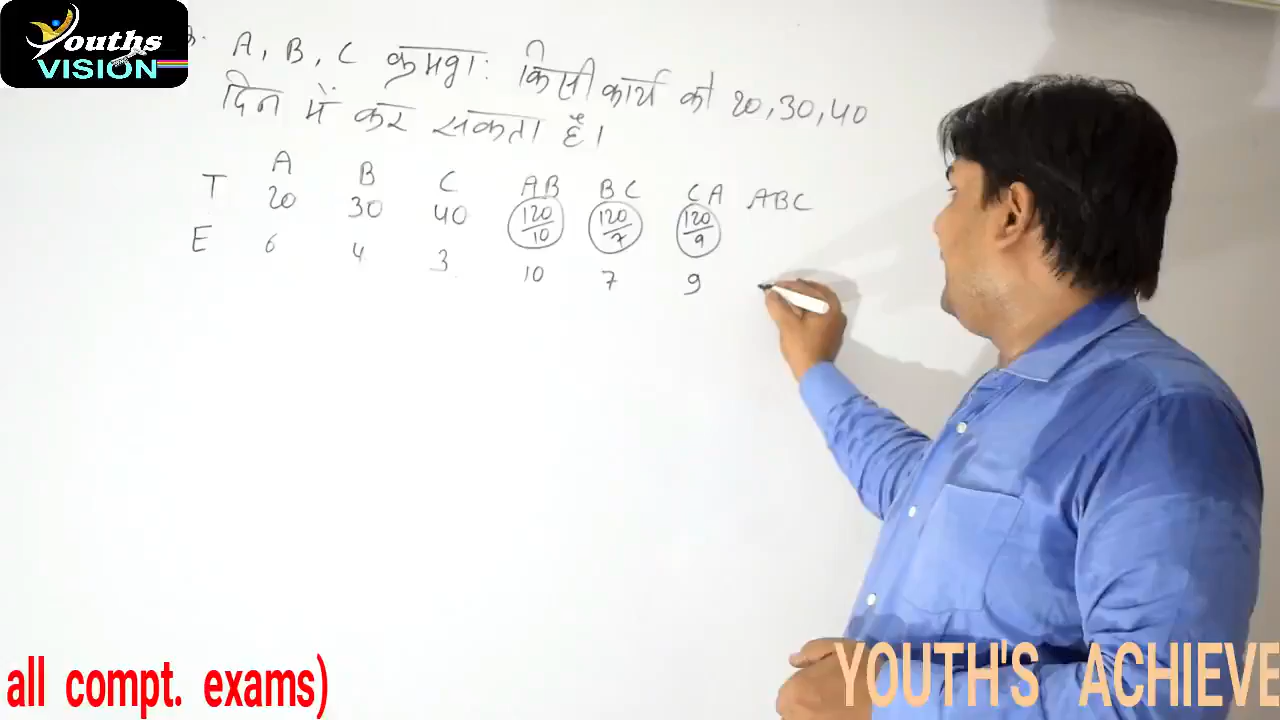 Youths
VISION
A, B, C क्रमशः किसी कार्य को 20, 30, 40
दिन में कर सकता है।
A B C AB BC CA ABC
T 20 30 40 120/10 120/7 120/9
E 6 4 3 10 7 9
all compt. exams)
YOUTH'S ACHIEVE